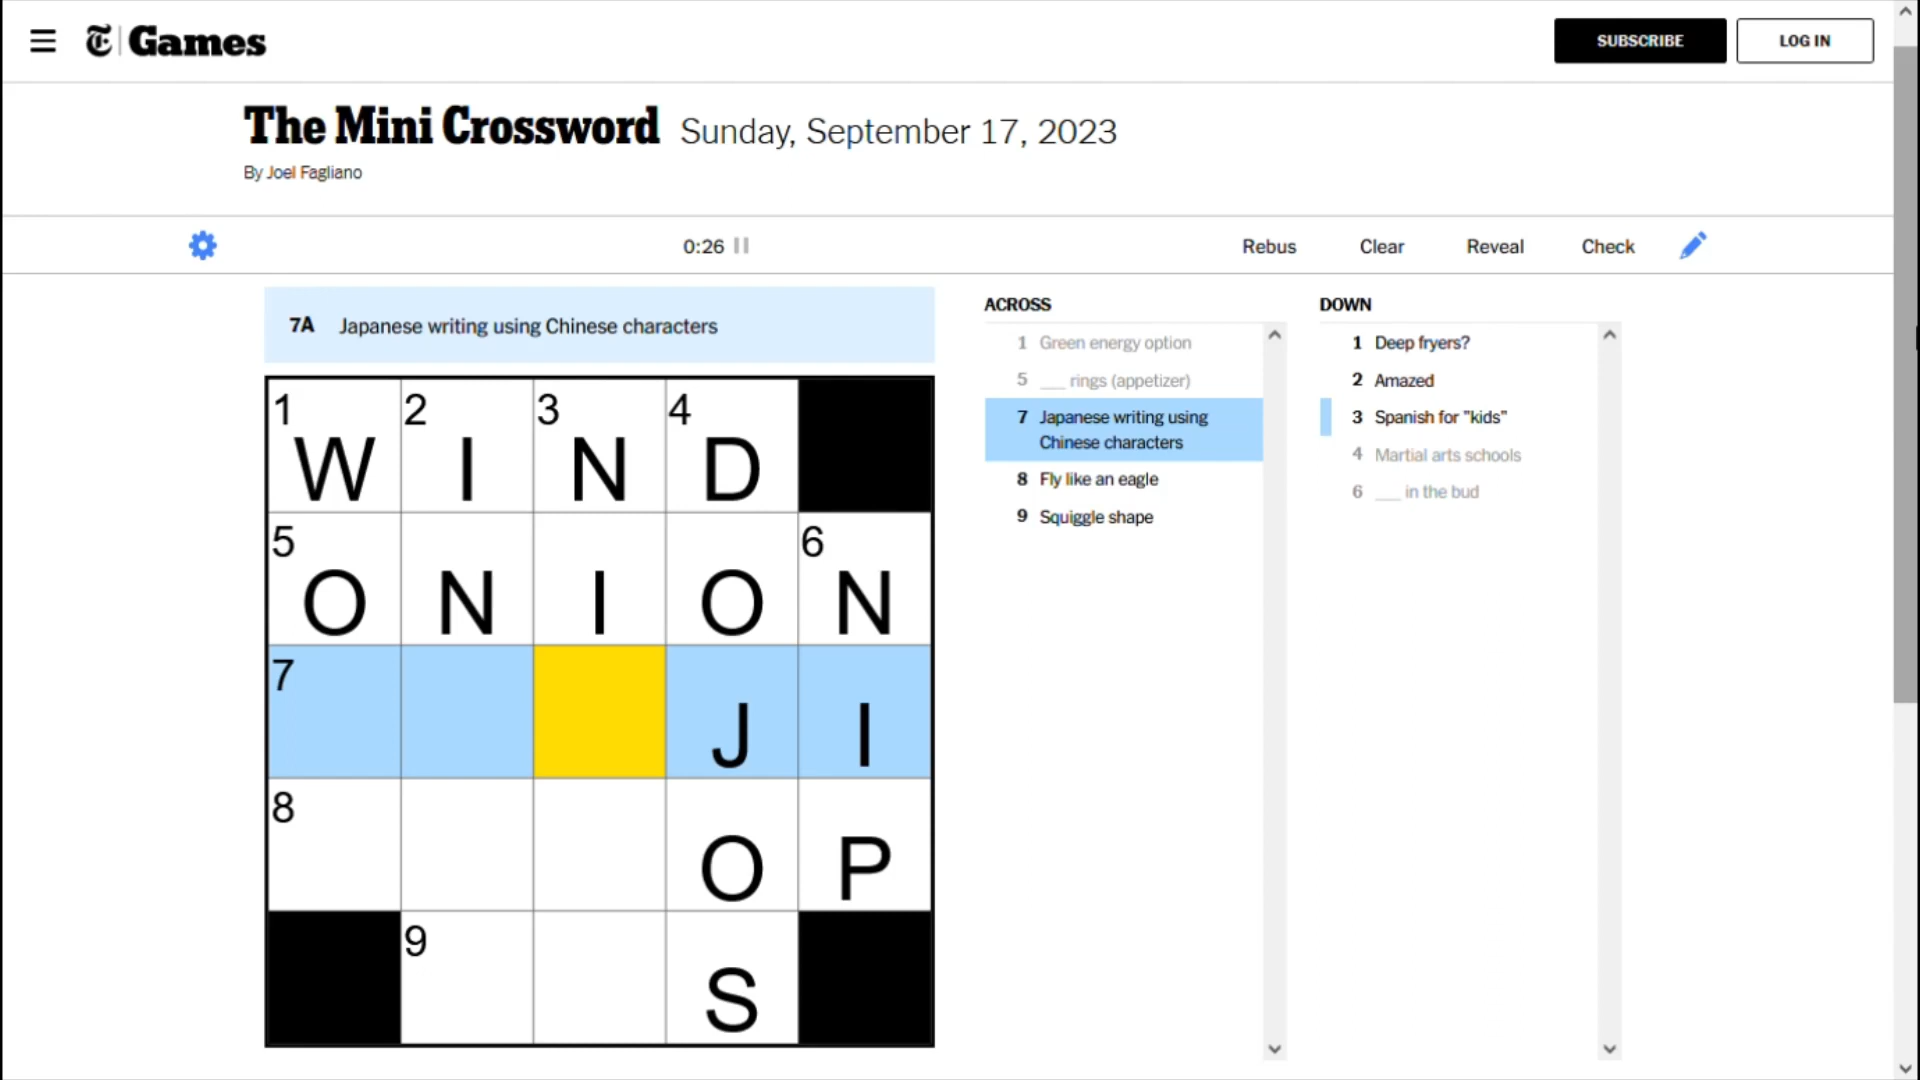 Games
SUBSCRIBE
LOG IN
The Mini Crossword Sunday, September 17, 2023
By Joel Fagliano
0:26
Rebus
Clear
Reveal
Check
7A Japanese writing using Chinese characters
1 2 3 4
W I N D
5 6
O N I O N
7
J I
8
O P
9
S
ACROSS
1 Green energy option
5 ___ rings (appetizer)
7 Japanese writing using
Chinese characters
8 Fly like an eagle
9 Squiggle shape
DOWN
1 Deep fryers?
2 Amazed
3 Spanish for "kids"
4 Martial arts schools
6 ___ in the bud